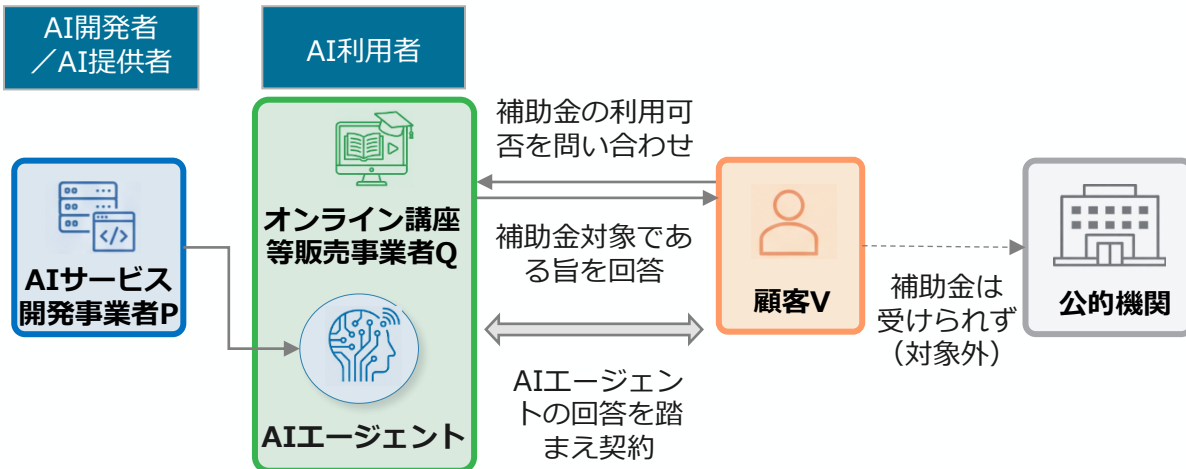 AI開発者
／AI提供者
AI利用者
AIサービス
開発事業者P
オンライン講座
等販売事業者Q
AIエージェント
補助金の利用可
否を問い合わせ
補助金対象であ
る旨を回答
AIエージェン
トの回答を踏
まえ契約
顧客V
補助金は
受けられず
（対象外）
公的機関